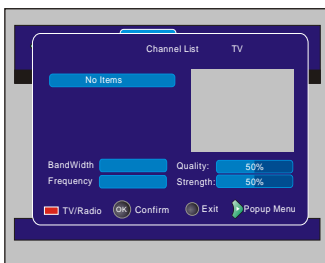 Channel List TV
No Items
BandWidth Quality: 50%
Frequency Strength: 50%
TV/Radio OK Confirm Exit Popup Menu